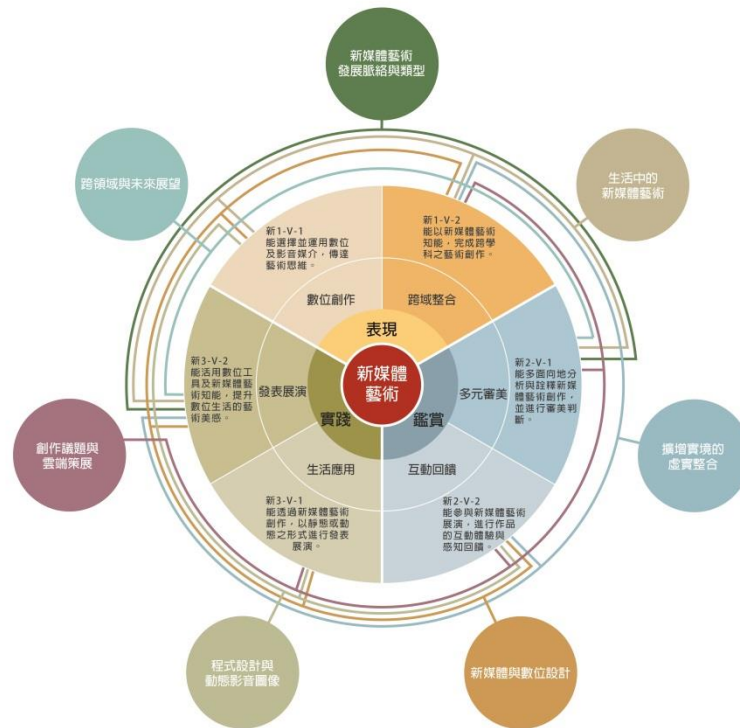 新媒體藝術
發展脈絡與類型
跨領域與未來展望
生活中的
新媒體藝術
新1-V-1
能選擇並運用數位
及影音媒介，傳達
藝術思維。
新1-V-2
能以新媒體藝術
知能，完成跨學
科之藝術創作。
數位創作
跨域整合
表現
新3-V-2
能活用數位工
具及新媒體藝
術知能，提升
數位生活的藝
術美感。
發表展演
新媒體
藝術
多元審美
新2-V-1
能多面向地分
析與詮釋新媒
體藝術創作，
並進行審美判
斷。
實踐
鑑賞
創作議題與
雲端策展
擴增實境的
虛實整合
生活應用
互動回饋
新3-V-1
能透過新媒體藝術
創作，以靜態或動
態之形式進行發表
展演。
新2-V-2
能參與新媒體藝術
展演，進行作品
的互動體驗與
感知回饋。
程式設計與
動態影音圖像
新媒體與數位設計